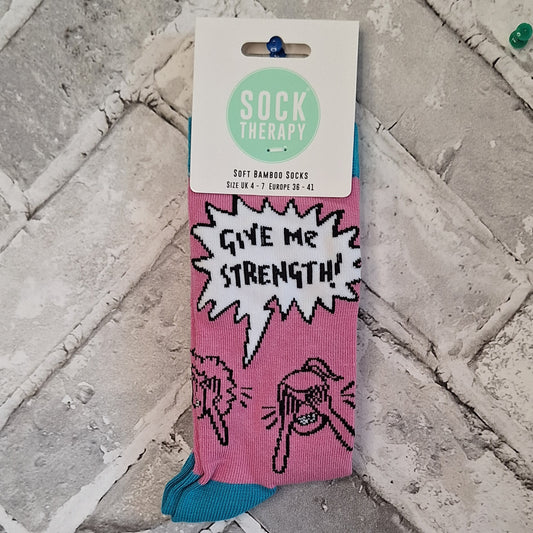 SOCK
THERAPY
SOFT BAMBOO SOCKS
SIZE UK 4 - 7 EUROPE 36 - 41
GIVE ME
STRENGTH!